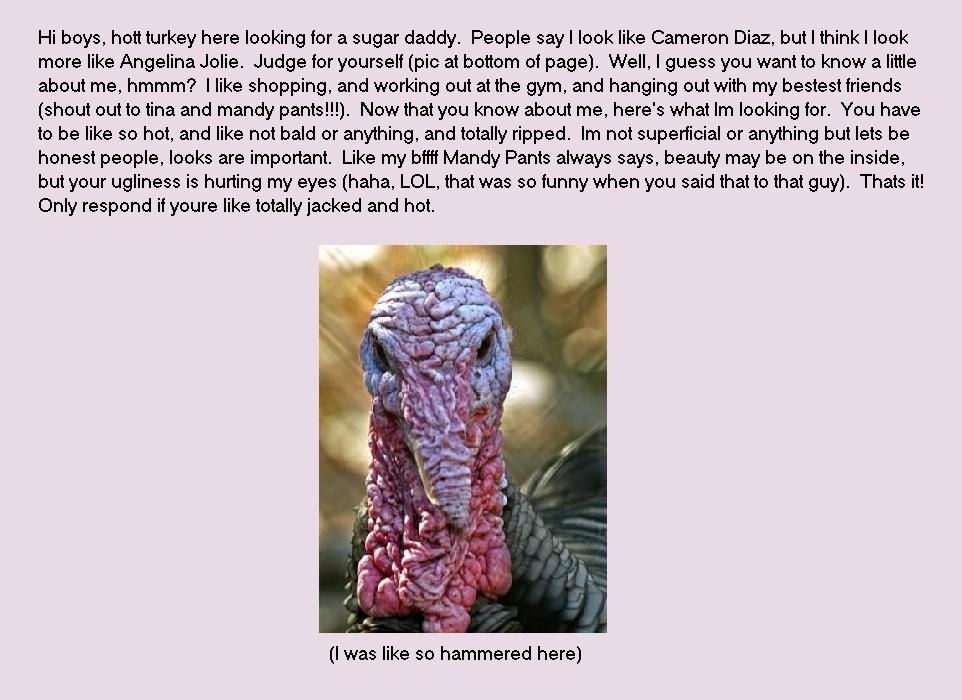 Hi boys, hott turkey here looking for a sugar daddy.  People say I look like Cameron Diaz, but I think I look
more like Angelina Jolie.  Judge for yourself (pic at bottom of page).  Well, I guess you want to know a little
about me, hmmm?  I like shopping, and working out at the gym, and hanging out with my bestest friends
(shout out to tina and mandy pants!!!).  Now that you know about me, here's what Im looking for.  You have
to be like so hot, and like not bald or anything, and totally ripped.  Im not superficial or anything but lets be
honest people, looks are important.  Like my bffff Mandy Pants always says, beauty may be on the inside,
but your ugliness is hurting my eyes (haha, LOL, that was so funny when you said that to that guy).  Thats it!
Only respond if youre like totally jacked and hot.
(I was like so hammered here)